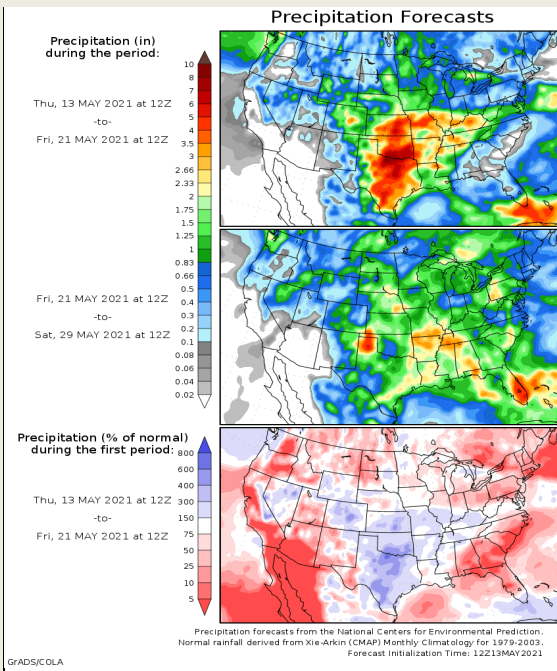 Precipitation Forecasts
Precipitation (in)
during the period:
Thu, 13 MAY 2021 at 12Z
-to-
Fri, 21 MAY 2021 at 12Z
10
8
7
6
5
4
3.5
3
2.66
2.33
2
1.75
1.5
1.25
1
0.83
0.66
0.5
0.4
0.3
0.2
0.1
0.08
0.06
0.04
0.02
Fri, 21 MAY 2021 at 12Z
-to-
Sat, 29 MAY 2021 at 12Z
Precipitation (% of normal)
during the first period:
Thu, 13 MAY 2021 at 12Z
-to-
Fri, 21 MAY 2021 at 12Z
800
600
400
300
150
75
50
25
10
5
Precipitation forecasts from the National Centers for Environmental Prediction.
Normal rainfall derived from Xie-Arkin (CMAP) Monthly Climatology for 1979-2003.
Forecast Initialization Time: 12Z13MAY2021
GrADS/COLA